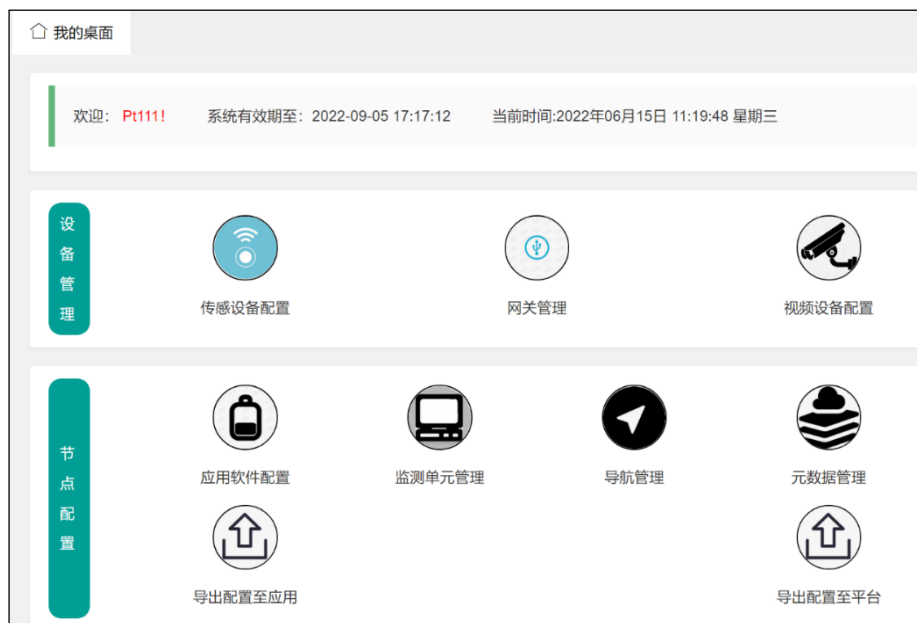 我的桌面
欢迎： Pt111! 系统有效期至：2022-09-05 17:17:12 当前时间:2022年06月15日 11:19:48 星期三
设备管理
传感设备配置 网关管理 视频设备配置
节点配置
应用软件配置 监测单元管理 导航管理 元数据管理
导出配置至应用 导出配置至平台